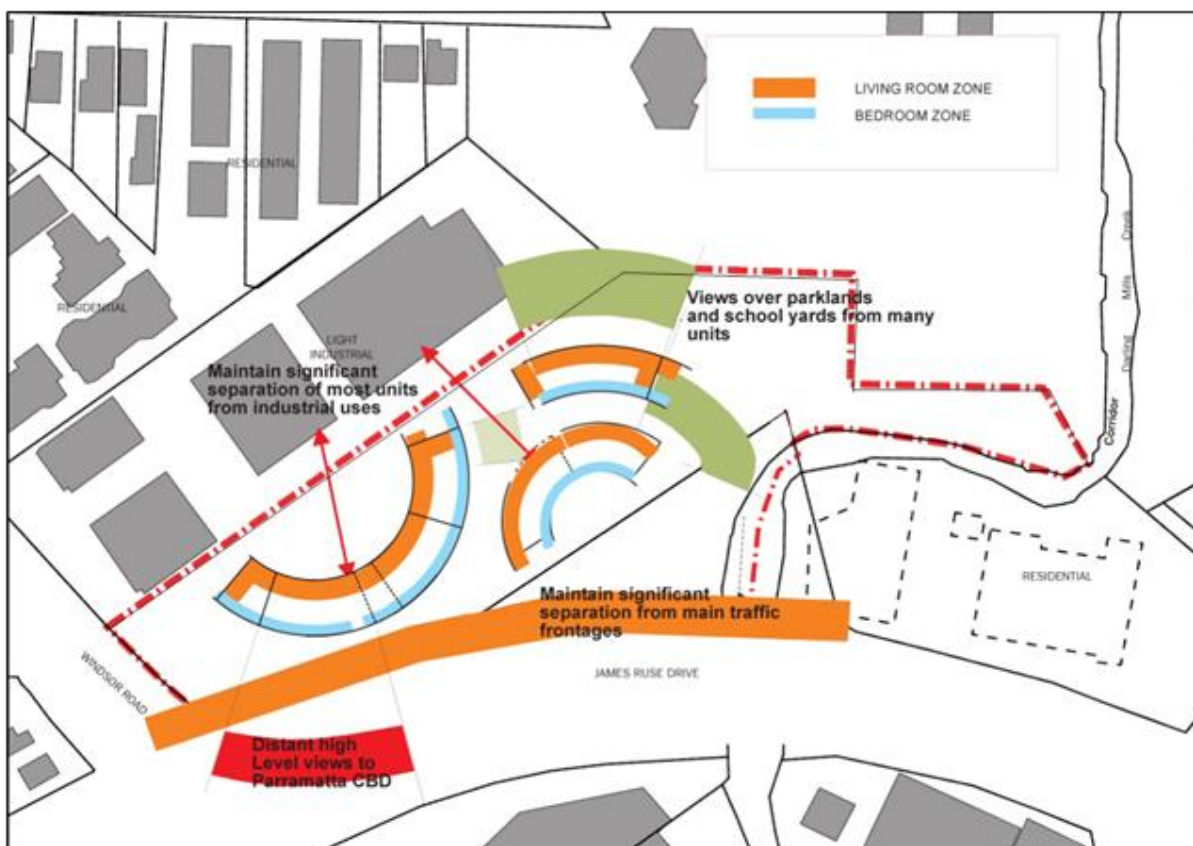 LIVING ROOM ZONE
BEDROOM ZONE
RESIDENTIAL
RESIDENTIAL
LIGHT
INDUSTRIAL
Maintain significant
separation of most units
from industrial uses
Views over parklands
and school yards from many
units
Corridor
Darling Mills Creek
RESIDENTIAL
Maintain significant
separation from main traffic
frontages
WINDSOR ROAD
JAMES RUSE DRIVE
Distant high
Level views to
Parramatta CBD